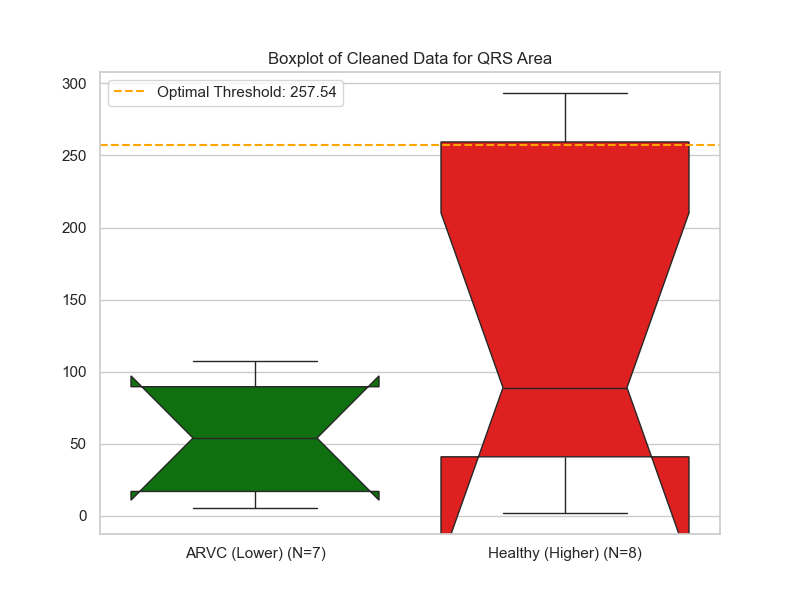 Boxplot of Cleaned Data for QRS Area
Optimal Threshold: 257.54
300
250
200
150
100
50
0
ARVC (Lower) (N=7)
Healthy (Higher) (N=8)